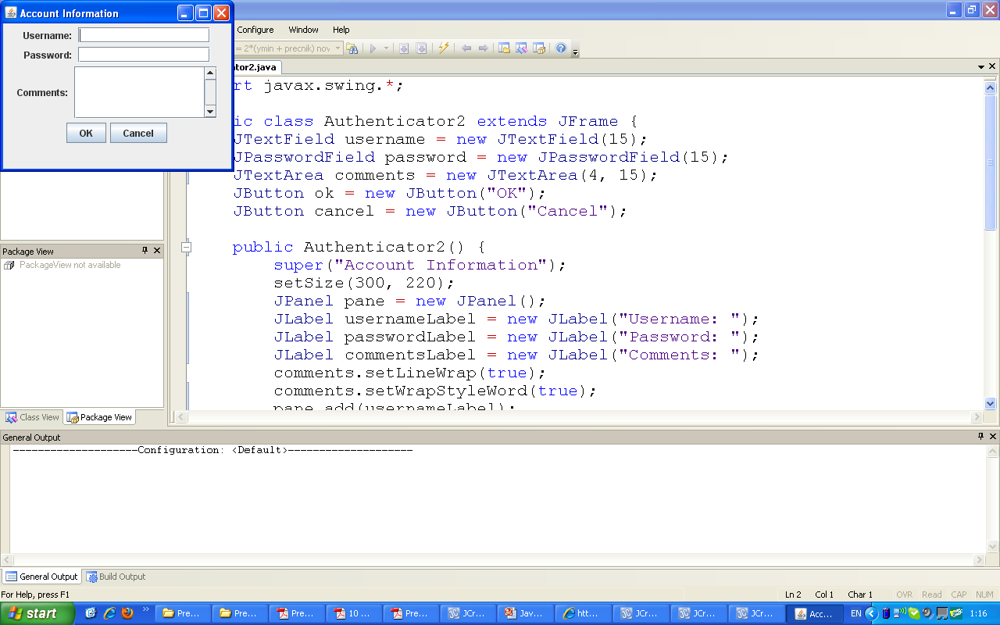 Account Information
Username:
Password:
Comments:
OK Cancel
Configure Window Help
= 2*(ymin + precnik) nov
tor2.java
rt javax.swing.*;
ic class Authenticator2 extends JFrame {
JTextField username = new JTextField(15);
JPasswordField password = new JPasswordField(15);
JTextArea comments = new JTextArea(4, 15);
JButton ok = new JButton("OK");
JButton cancel = new JButton("Cancel");
public Authenticator2() {
super("Account Information");
setSize(300, 220);
JPanel pane = new JPanel();
JLabel usernameLabel = new JLabel("Username: ");
JLabel passwordLabel = new JLabel("Password: ");
JLabel commentsLabel = new JLabel("Comments: ");
comments.setLineWrap(true);
comments.setWrapStyleWord(true);
pane.add(usernameLabel);
Package View
PackageView not available
Class View Package View
General Output
--------------------Configuration: <Default>--------------------
General Output Build Output
For Help, press F1 Ln 2 Col 1 Char 1 OVR Read CAP NUM
start Pre... Pre... Pre... 10 ... Pre... JCr... Jav... htt... JCr... JCr... JCr... Acc... EN 1:16